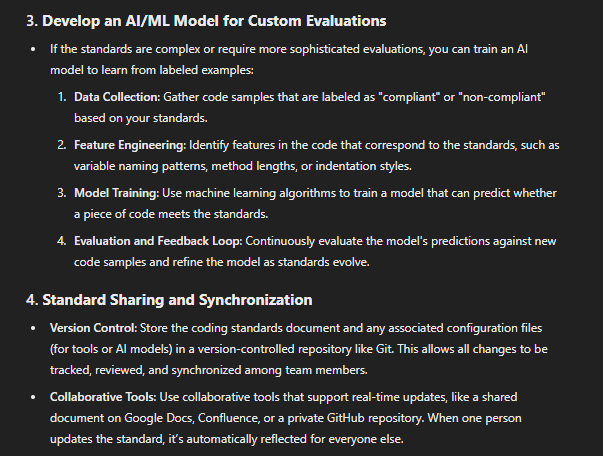 3. Develop an AI/ML Model for Custom Evaluations
• If the standards are complex or require more sophisticated evaluations, you can train an AI
model to learn from labeled examples:
1. Data Collection: Gather code samples that are labeled as "compliant" or "non-compliant"
based on your standards.
2. Feature Engineering: Identify features in the code that correspond to the standards, such as
variable naming patterns, method lengths, or indentation styles.
3. Model Training: Use machine learning algorithms to train a model that can predict whether
a piece of code meets the standards.
4. Evaluation and Feedback Loop: Continuously evaluate the model's predictions against new
code samples and refine the model as standards evolve.
4. Standard Sharing and Synchronization
• Version Control: Store the coding standards document and any associated configuration files
(for tools or AI models) in a version-controlled repository like Git. This allows all changes to be
tracked, reviewed, and synchronized among team members.
• Collaborative Tools: Use collaborative tools that support real-time updates, like a shared
document on Google Docs, Confluence, or a private GitHub repository. When one person
updates the standard, it's automatically reflected for everyone else.